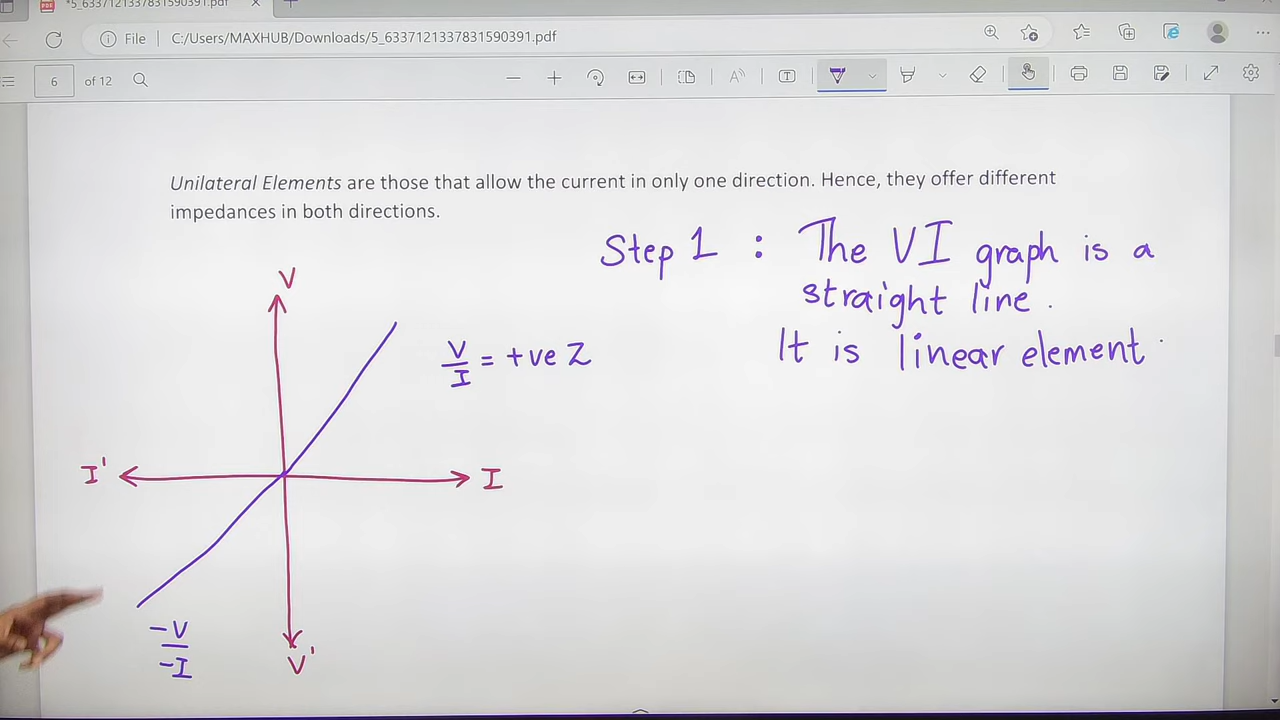 *5_6337121337831590391.pdf
File
C:/Users/MAXHUB/Downloads/5_6337121337831590391.pdf
6 of 12
Unilateral Elements are those that allow the current in only one direction. Hence, they offer different
impedances in both directions.
Step 1 : The VI graph is a
straight line.
It is linear element.
V
V/I = +ve Z
I'
I
-V/-I
V'